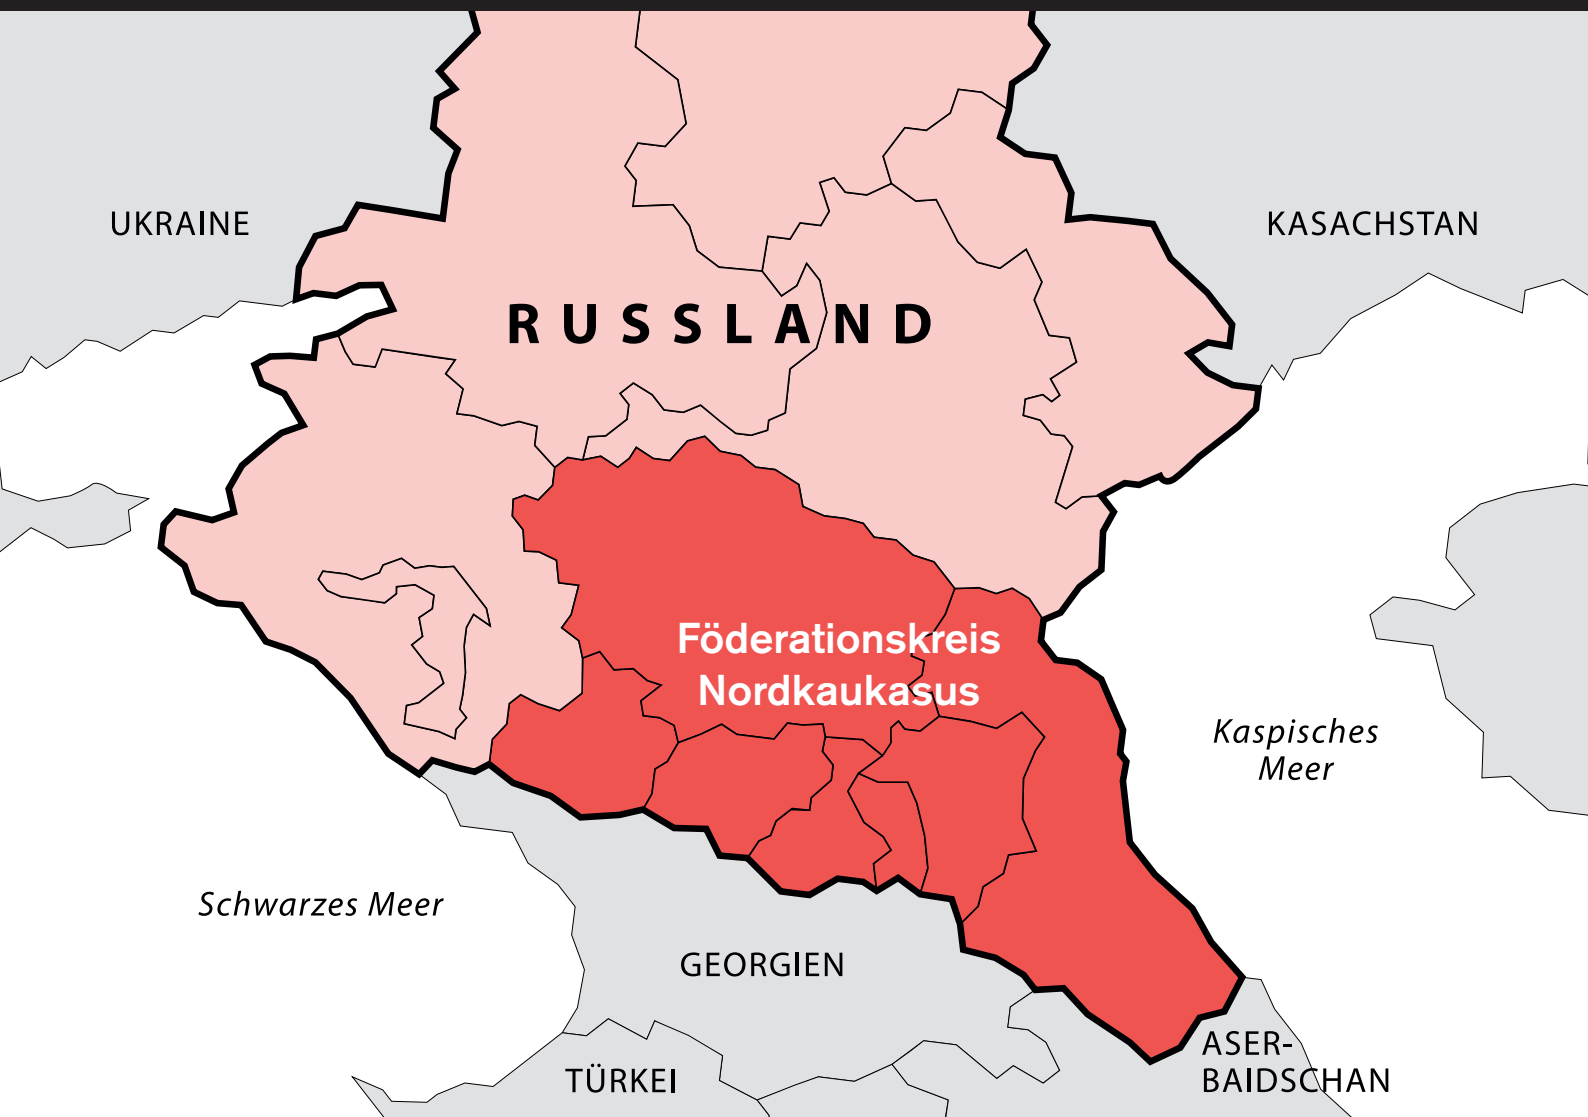 UKRAINE
KASACHSTAN
RUSSLAND
Föderationskreis
Nordkaukasus
Kaspisches
Meer
Schwarzes Meer
GEORGIEN
ASER-
BAIDSCHAN
TÜRKEI